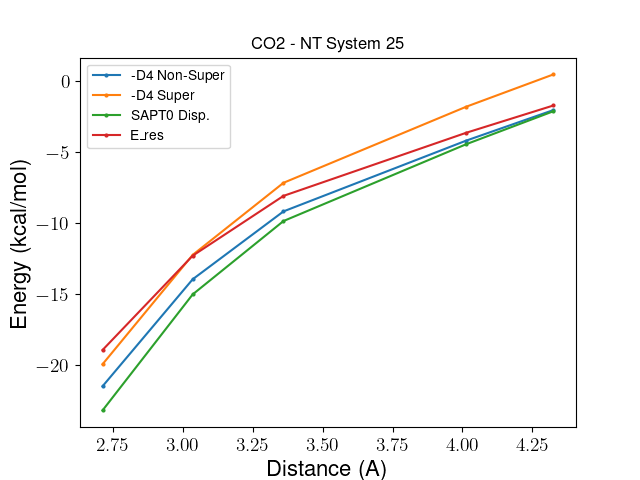 CO2 - NT System 25
-D4 Non-Super
-D4 Super
SAPT0 Disp.
E_res
Energy (kcal/mol)
0
−5
−10
−15
−20
2.75 3.00 3.25 3.50 3.75 4.00 4.25
Distance (A)